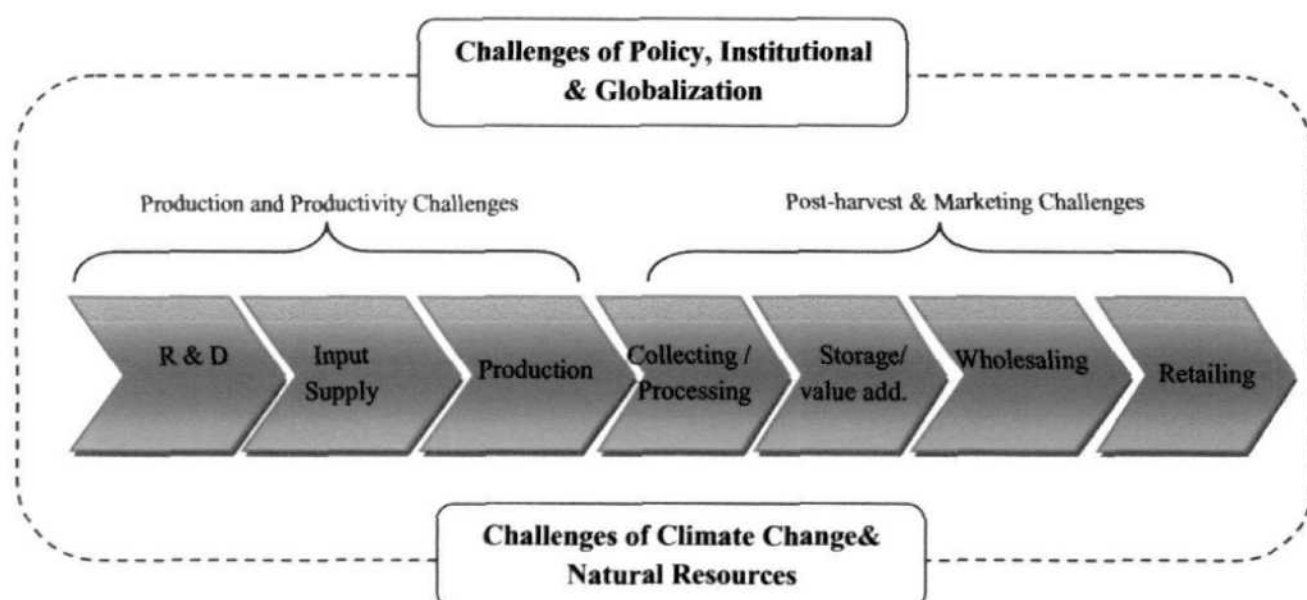 Challenges of Policy, Institutional
& Globalization
Production and Productivity Challenges
Post-harvest & Marketing Challenges
R & D
Input
Supply
Production
Collecting /
Processing
Storage/
value add.
Wholesaling
Retailing
Challenges of Climate Change&
Natural Resources